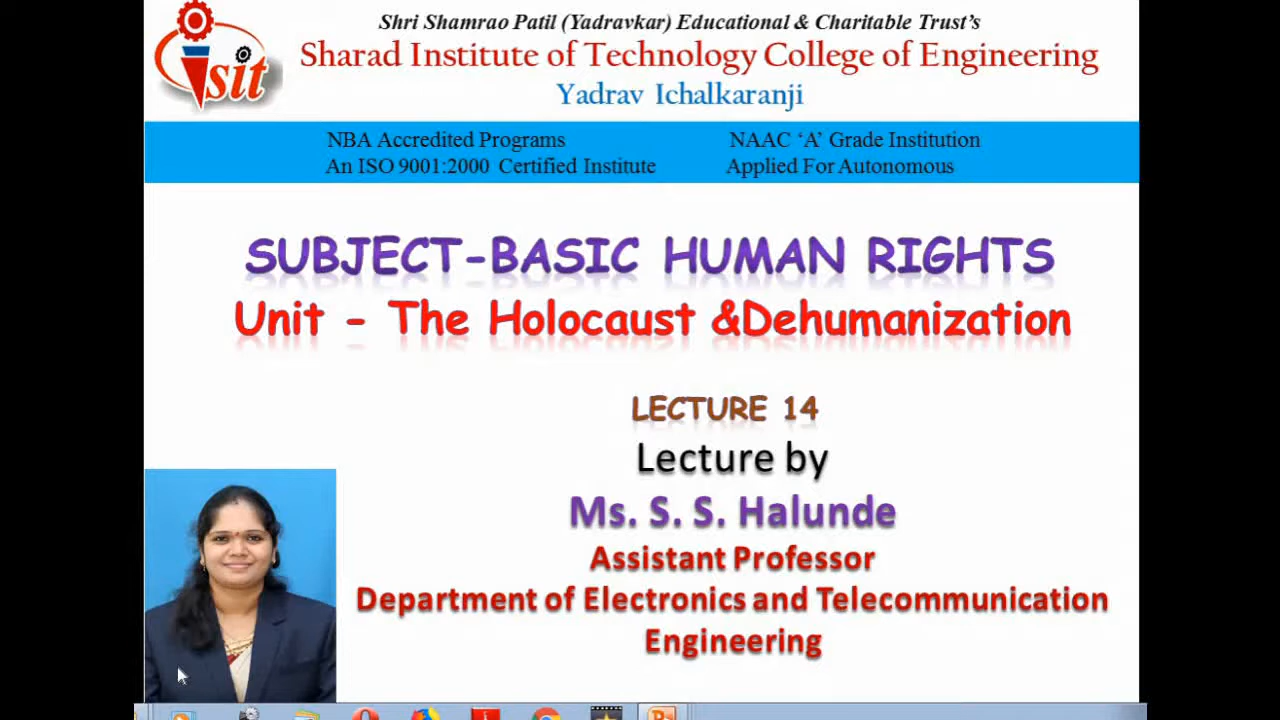 Shri Shamrao Patil (Yadravkar) Educational & Charitable Trust's
Sharad Institute of Technology College of Engineering
Yadrav Ichalkaranji
sit
NBA Accredited Programs NAAC ‘A’ Grade Institution
An ISO 9001:2000 Certified Institute Applied For Autonomous
SUBJECT-BASIC HUMAN RIGHTS
Unit - The Holocaust &Dehumanization
LECTURE 14
Lecture by
Ms. S. S. Halunde
Assistant Professor
Department of Electronics and Telecommunication
Engineering